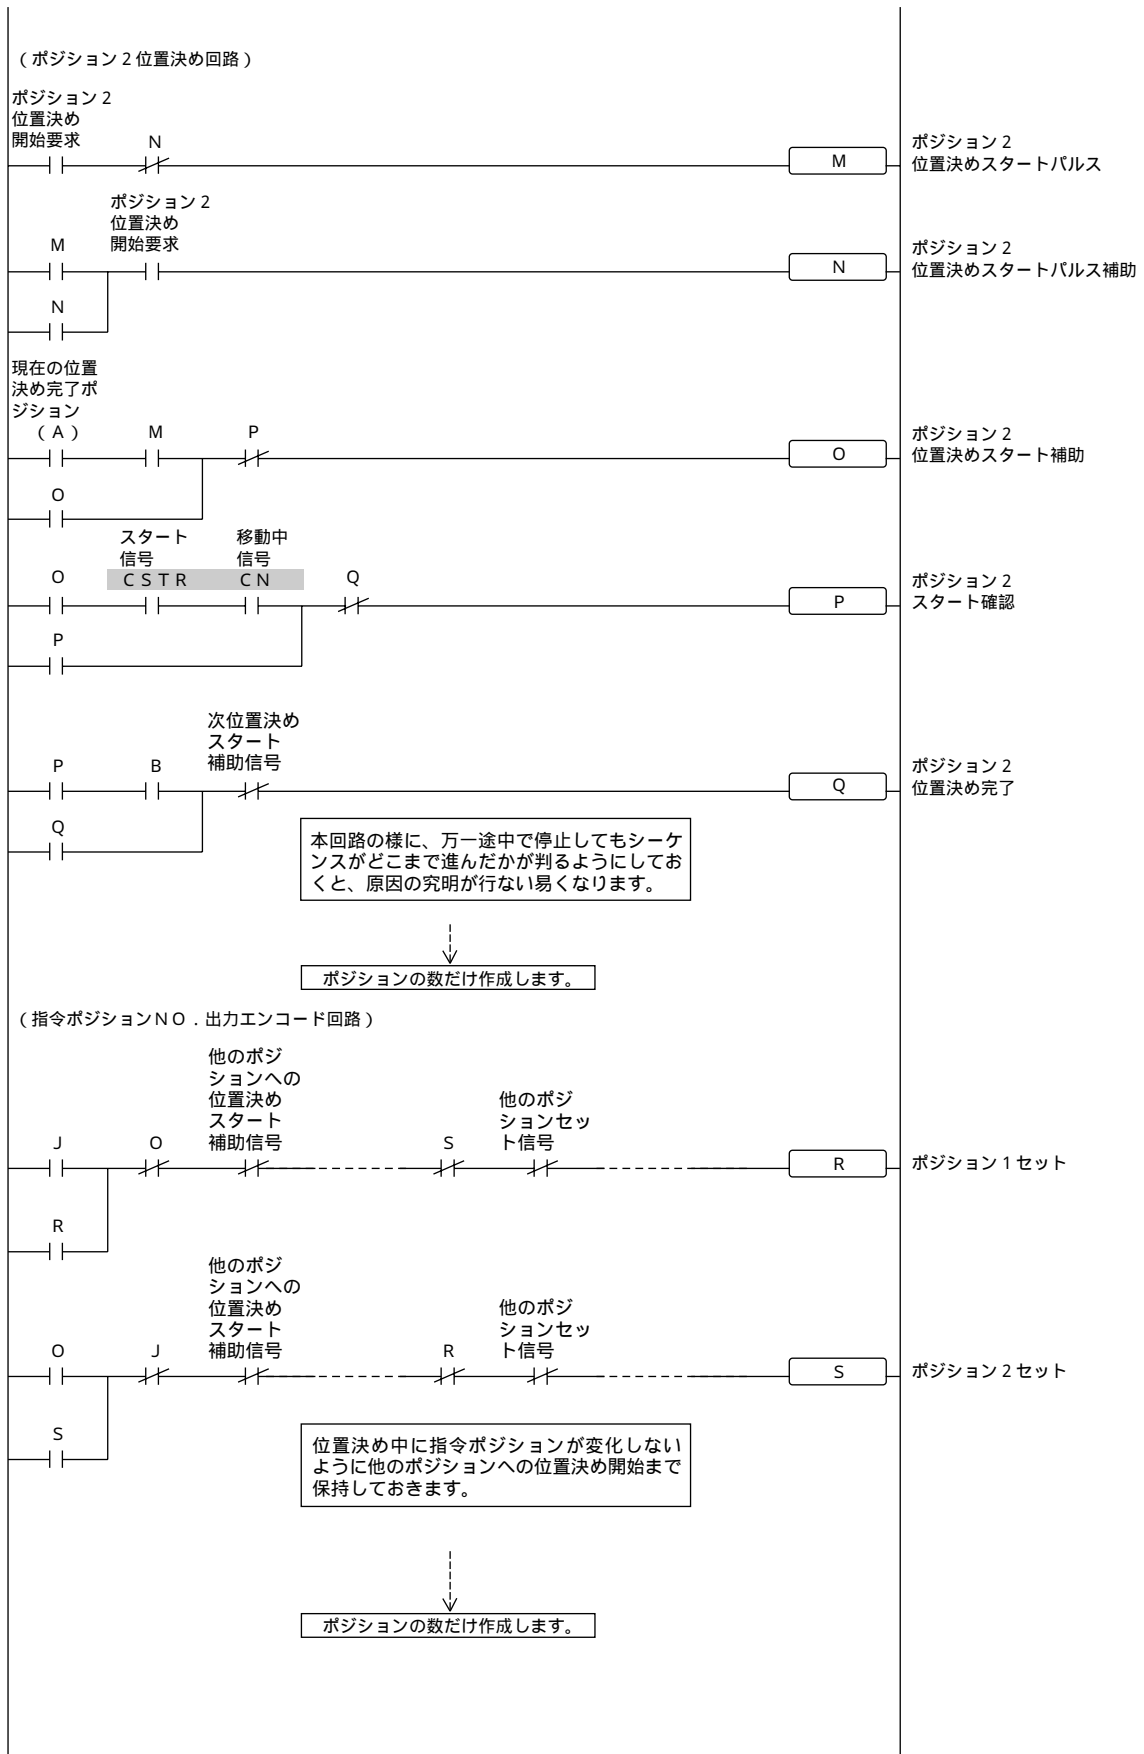 （ポジション２位置決め回路）
ポジション２
位置決め
開始要求
N
M
ポジション２
位置決めスタートパルス
ポジション２
位置決め
開始要求
M
N
ポジション２
位置決めスタートパルス補助
N
現在の位置
決め完了ポ
ジション
（Ａ）
M
P
O
ポジション２
位置決めスタート補助
O
スタート
信号
ＣＳＴＲ
移動中
信号
ＣＮ
O
Q
P
ポジション２
スタート確認
P
次位置決め
スタート
補助信号
P
B
Q
ポジション２
位置決め完了
Q
本回路の様に、万一途中で停止してもシーケ
ンスがどこまで進んだかが判るようにしてお
くと、原因の究明が行ない易くなります。
ポジションの数だけ作成します。
（指令ポジションＮＯ．出力エンコード回路）
他のポジ
ションへの
位置決め
スタート
補助信号
他のポジ
ションセッ
ト信号
J
O
S
R
ポジション１セット
R
他のポジ
ションへの
位置決め
スタート
補助信号
他のポジ
ションセッ
ト信号
O
J
R
S
ポジション２セット
S
位置決め中に指令ポジションが変化しない
ように他のポジションへの位置決め開始まで
保持しておきます。
ポジションの数だけ作成します。